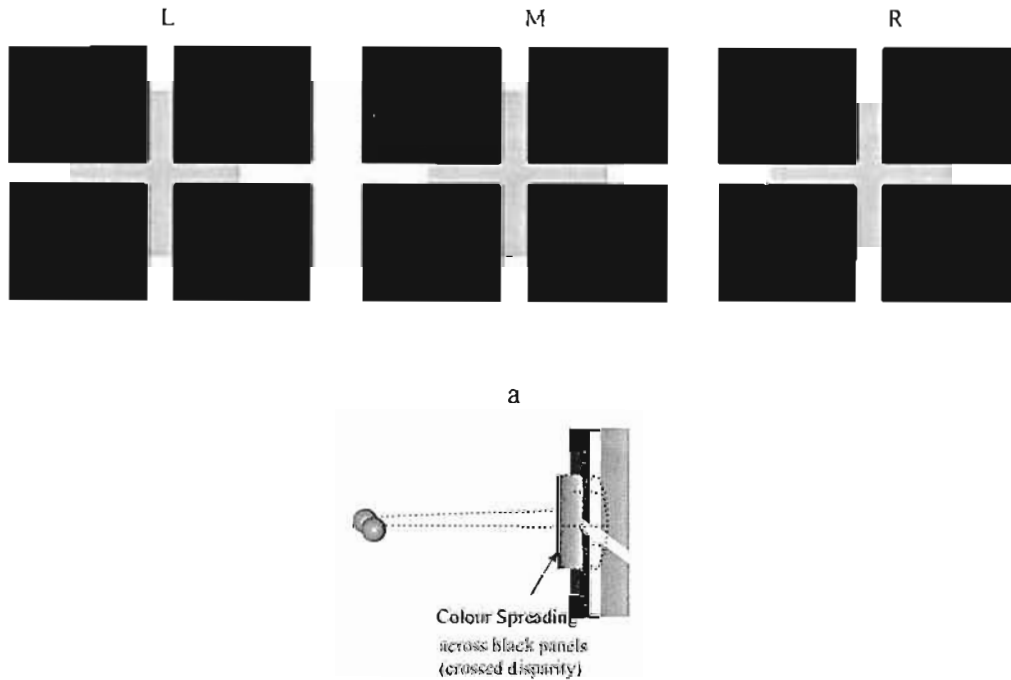 L M R
a
Colour Spreading
across black panels
(crossed disparity)